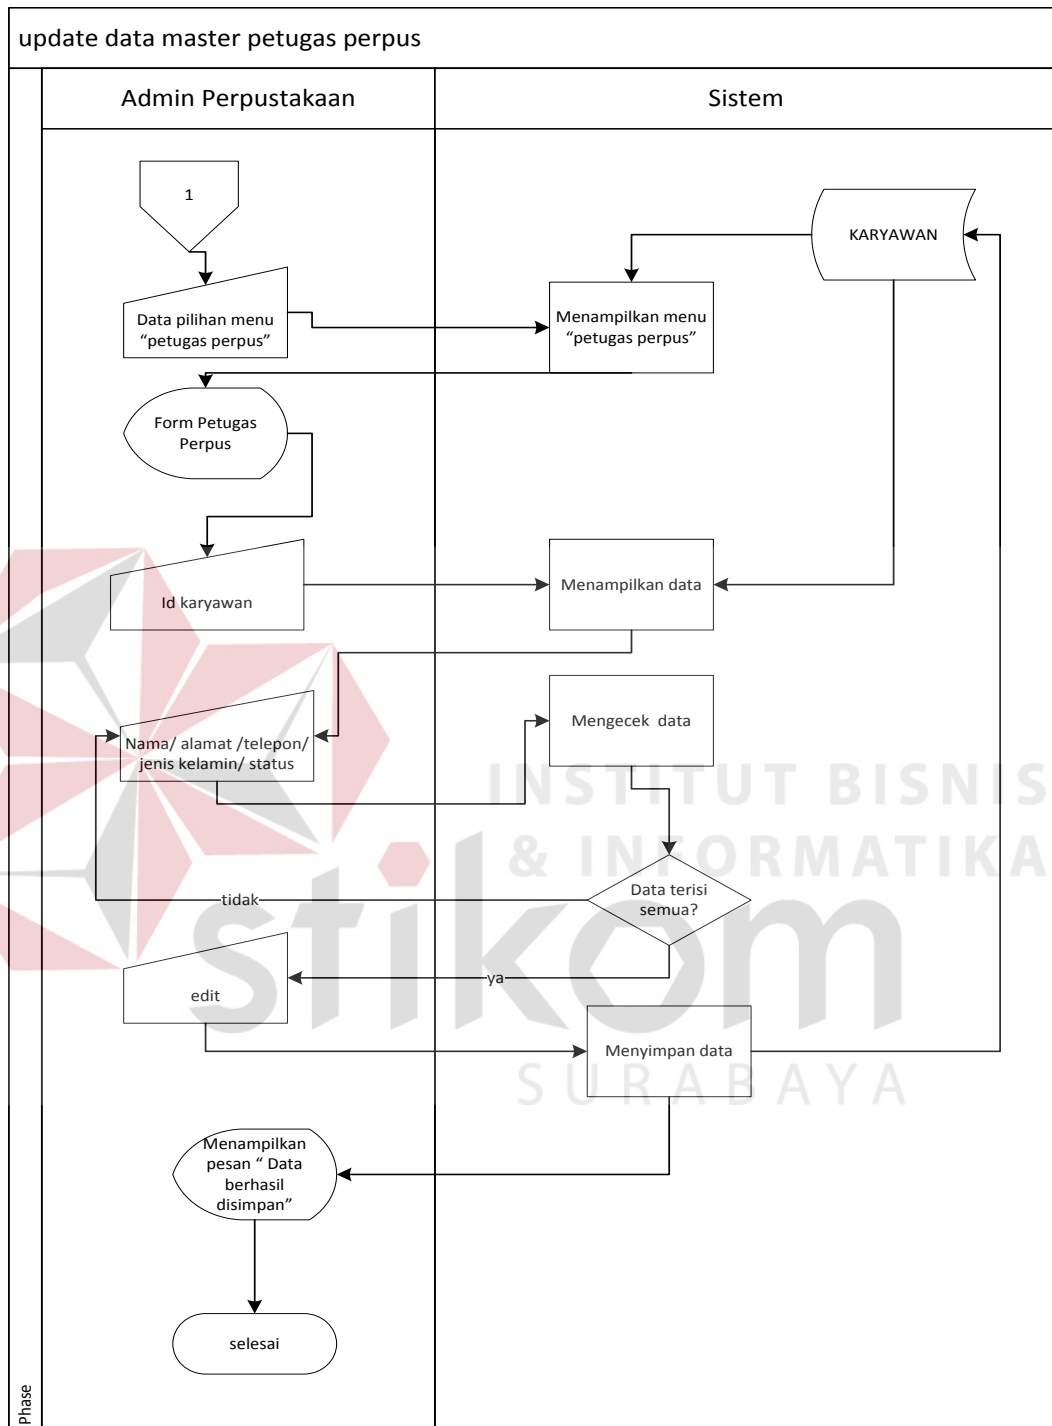 update data master petugas perpus
Admin Perpustakaan
Sistem
1
KARYAWAN
Data pilihan menu
“petugas perpus”
Menampilkan menu
“petugas perpus”
Form Petugas
Perpus
Id karyawan
Menampilkan data
Nama/ alamat /telepon/
jenis kelamin/ status
Mengecek data
INSTITUT BISNIS
& INFORMATIKA
Data terisi
semua?
tidak
stikom
edit
ya
Menyimpan data
SURABAYA
Menampilkan
pesan “ Data
berhasil
disimpan”
selesai
Phase